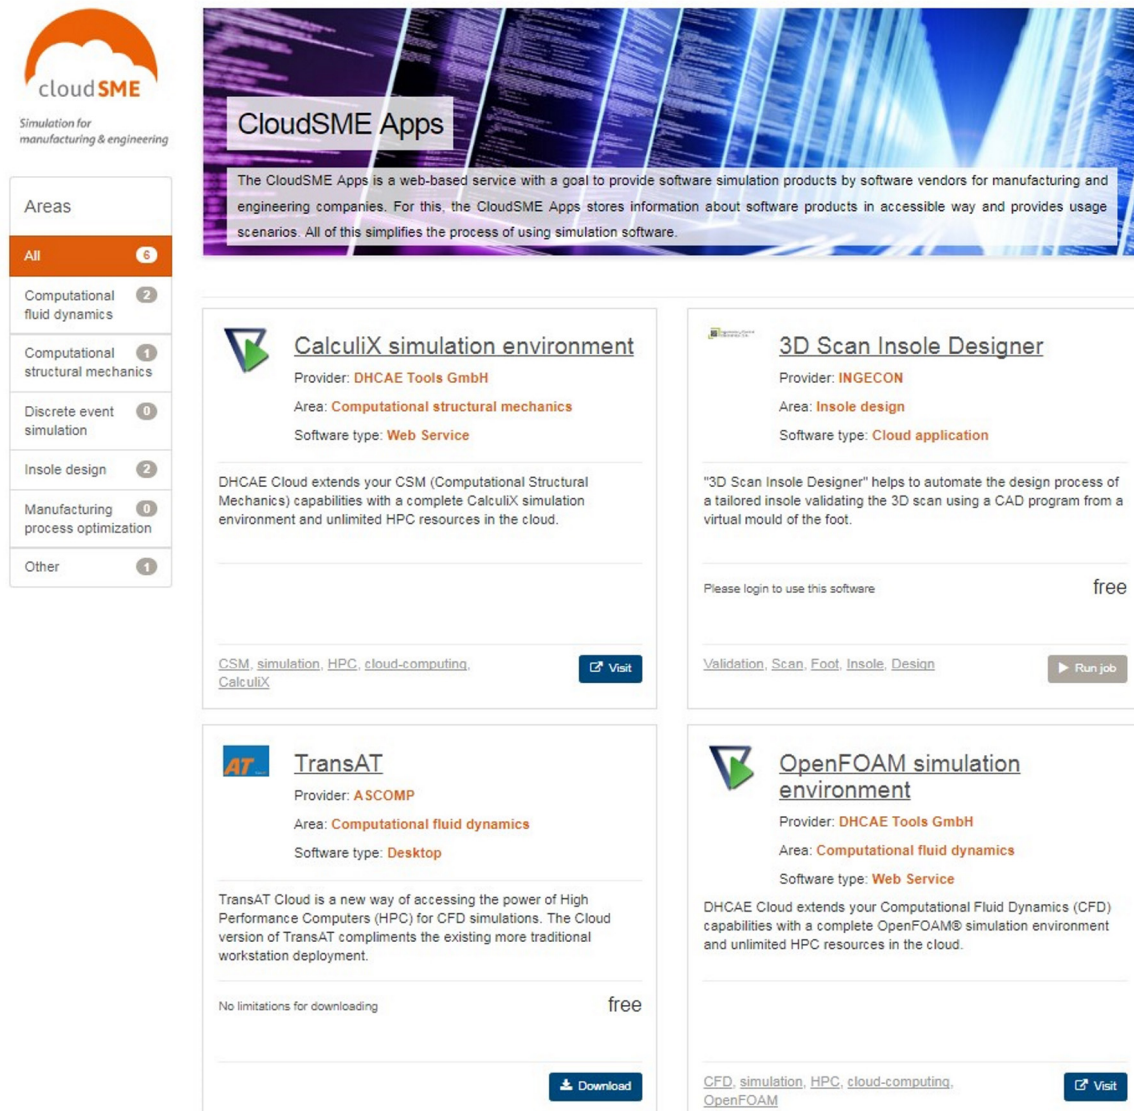 cloudSME
Simulation for
manufacturing & engineering
Areas
All 6
Computational 2
fluid dynamics
Computational 1
structural mechanics
Discrete event 0
simulation
Insole design 2
Manufacturing 0
process optimization
Other 1
CloudSME Apps
The CloudSME Apps is a web-based service with a goal to provide software simulation products by software vendors for manufacturing and
engineering companies. For this, the CloudSME Apps stores information about software products in accessible way and provides usage
scenarios. All of this simplifies the process of using simulation software.
CalculiX simulation environment
Provider: DHCAE Tools GmbH
Area: Computational structural mechanics
Software type: Web Service
DHCAE Cloud extends your CSM (Computational Structural
Mechanics) capabilities with a complete CalculiX simulation
environment and unlimited HPC resources in the cloud.
CSM, simulation, HPC, cloud-computing,
CalculiX
Visit
3D Scan Insole Designer
Provider: INGECON
Area: Insole design
Software type: Cloud application
"3D Scan Insole Designer" helps to automate the design process of
a tailored insole validating the 3D scan using a CAD program from a
virtual mould of the foot.
Please login to use this software free
Validation, Scan, Foot, Insole, Design
Run job
AT
TransAT
Provider: ASCOMP
Area: Computational fluid dynamics
Software type: Desktop
TransAT Cloud is a new way of accessing the power of High
Performance Computers (HPC) for CFD simulations. The Cloud
version of TransAT compliments the existing more traditional
workstation deployment.
No limitations for downloading free
Download
OpenFOAM simulation
environment
Provider: DHCAE Tools GmbH
Area: Computational fluid dynamics
Software type: Web Service
DHCAE Cloud extends your Computational Fluid Dynamics (CFD)
capabilities with a complete OpenFOAM® simulation environment
and unlimited HPC resources in the cloud.
CFD, simulation, HPC, cloud-computing,
OpenFOAM
Visit